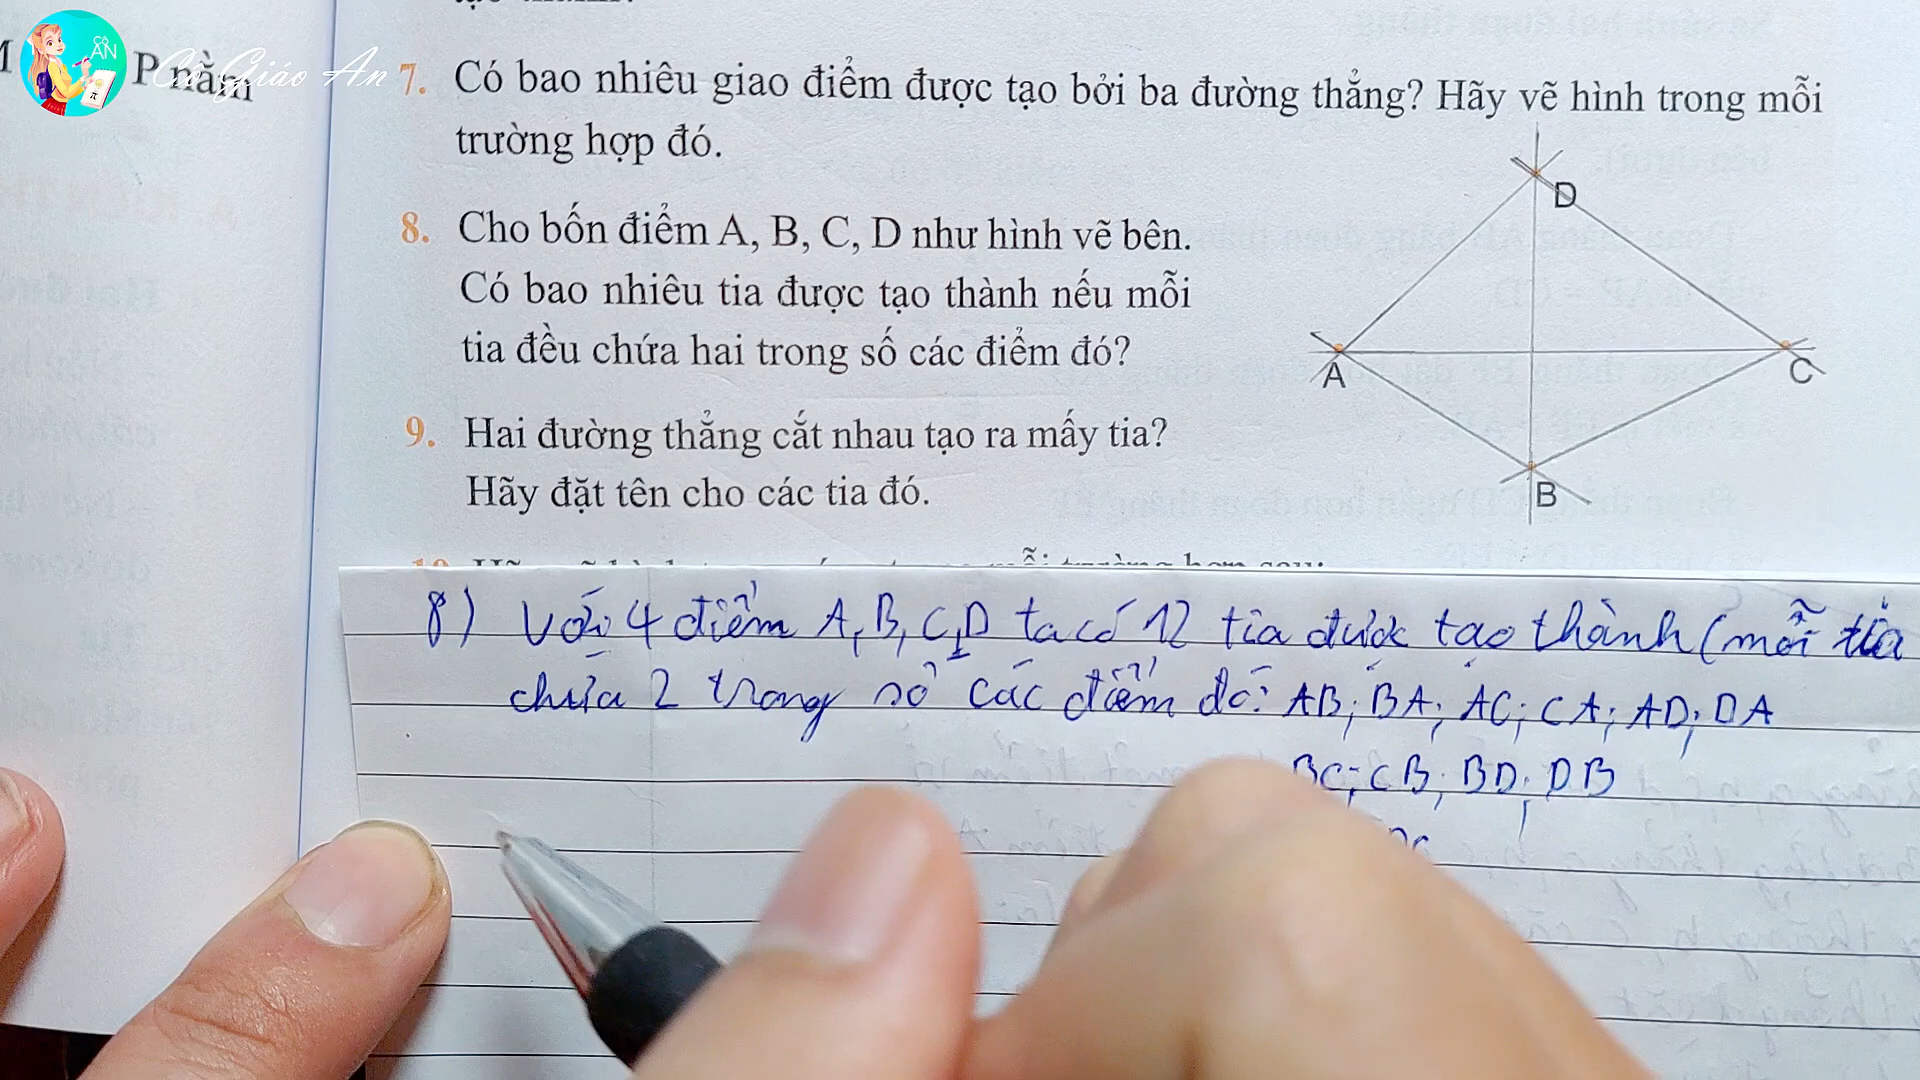 P nằm
CÔ AN
Cô Giáo An
7. Có bao nhiêu giao điểm được tạo bởi ba đường thẳng? Hãy vẽ hình trong mỗi
trường hợp đó.
8. Cho bốn điểm A, B, C, D như hình vẽ bên.
Có bao nhiêu tia được tạo thành nếu mỗi
tia đều chứa hai trong số các điểm đó?
D
A
C
B
9. Hai đường thẳng cắt nhau tạo ra mấy tia?
Hãy đặt tên cho các tia đó.
8) Với 4 điểm A, B, C, D ta có 12 tia được tạo thành (mỗi tia
chứa 2 trong số các điểm đó: AB; BA; AC; CA; AD; DA
BC; CB; BD; DB